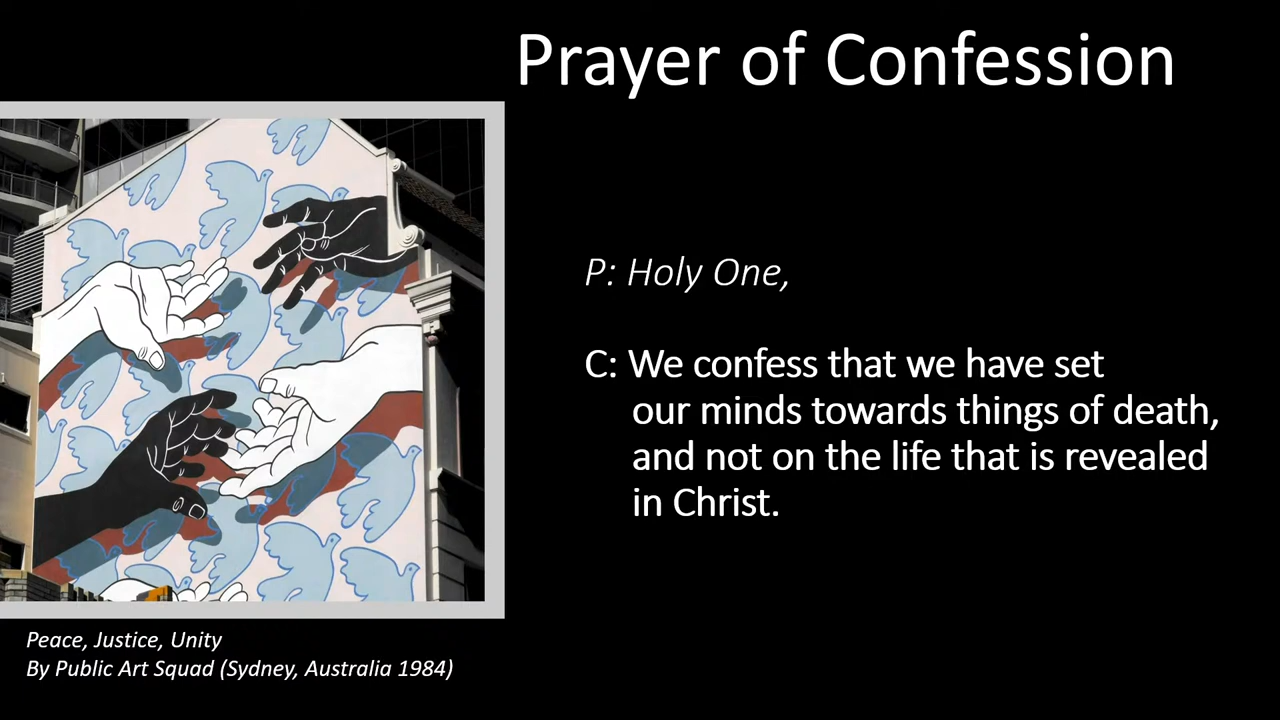 Prayer of Confession
P: Holy One,
C: We confess that we have set
our minds towards things of death,
and not on the life that is revealed
in Christ.
Peace, Justice, Unity
By Public Art Squad (Sydney, Australia 1984)